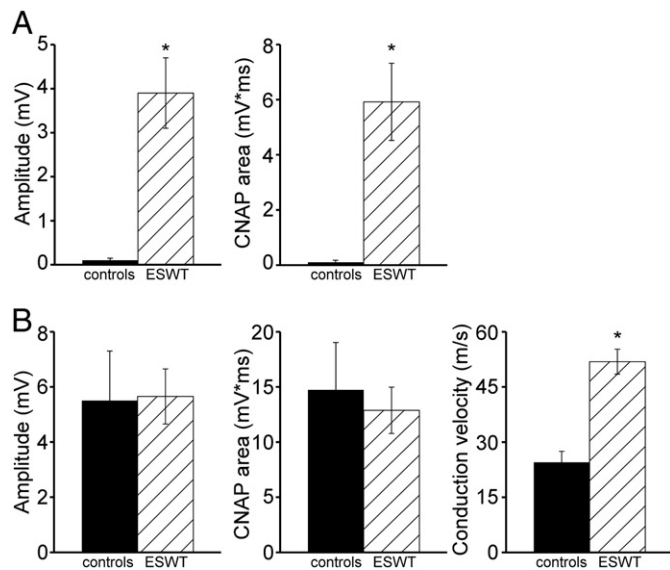 A
Amplitude (mV)
5
4
3
2
1
0
*
controls ESWT
CNAP area (mV*ms)
8
6
4
2
0
*
controls ESWT
B
Amplitude (mV)
8
6
4
2
0
controls ESWT
CNAP area (mV*ms)
20
15
10
5
0
controls ESWT
Conduction velocity (m/s)
60
45
30
15
0
*
controls ESWT